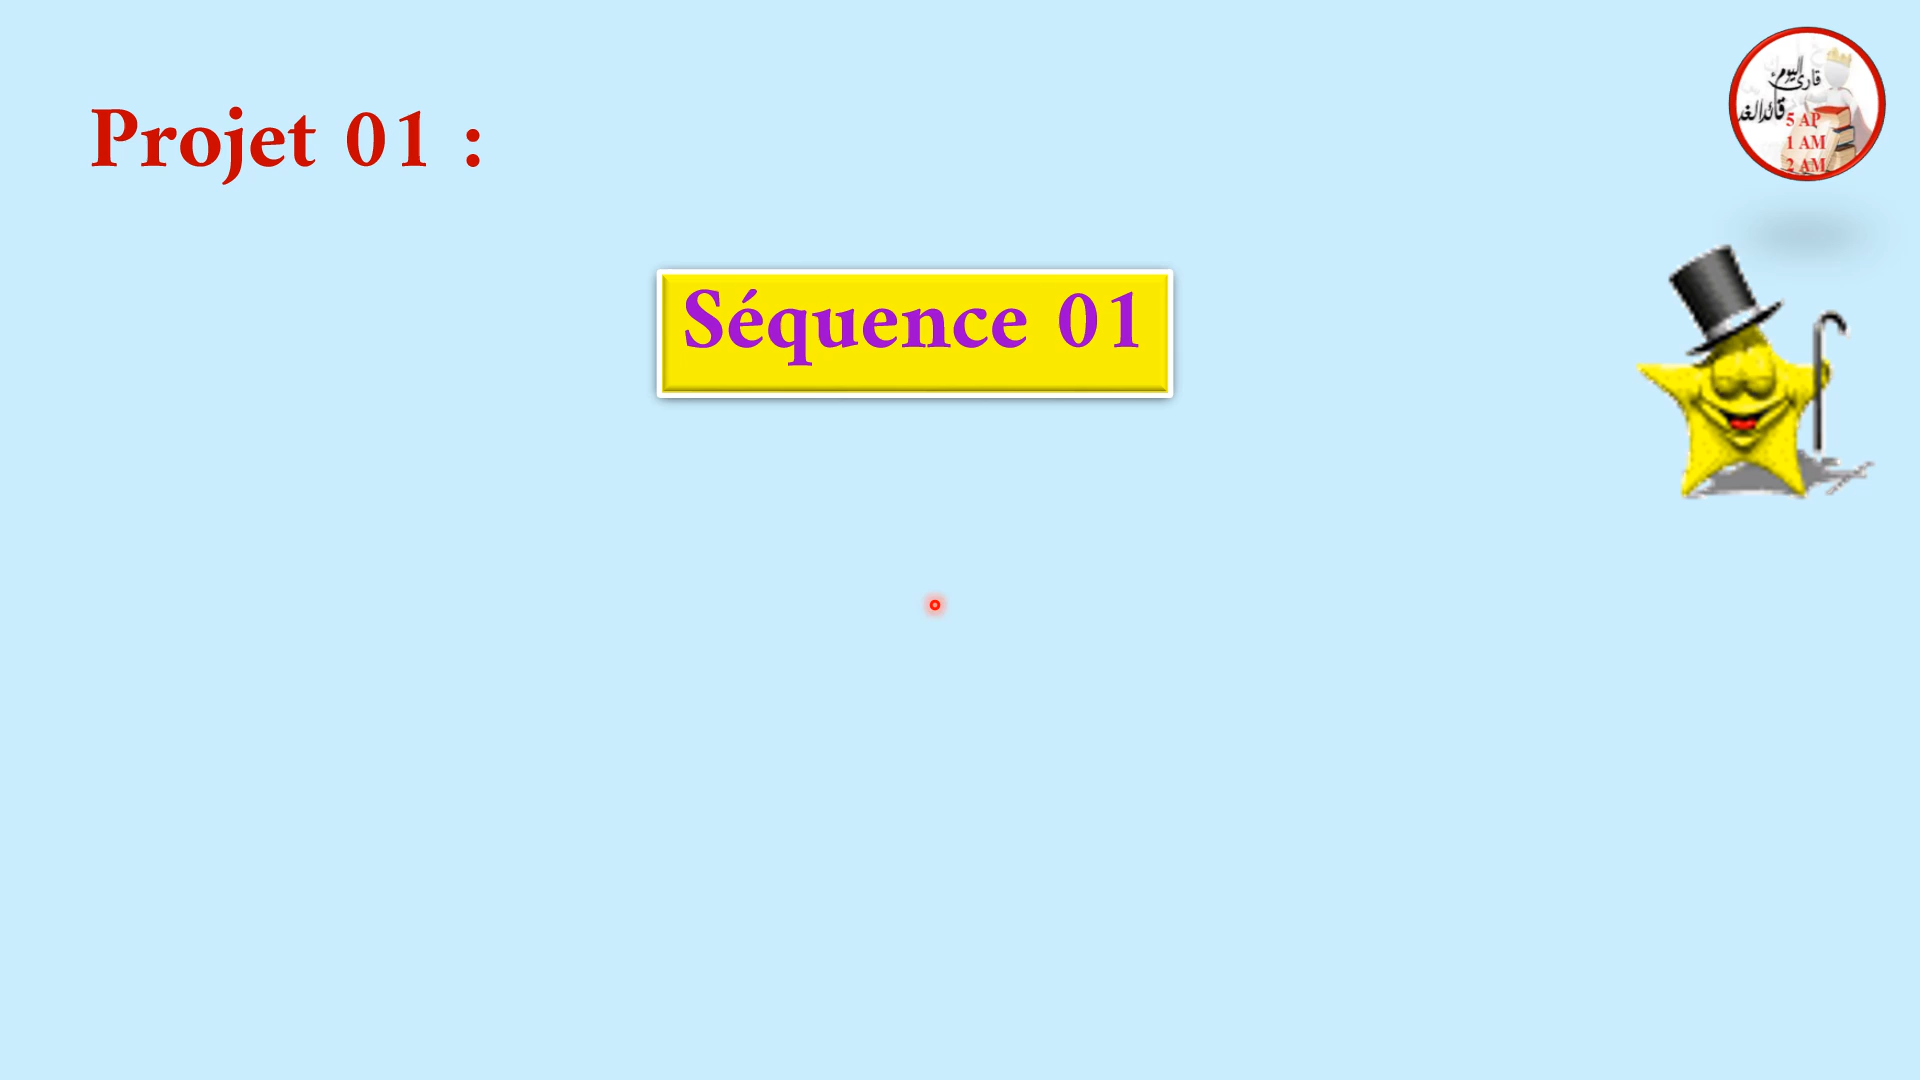 Projet 01 :
قارئ اليوم
قائد الغد
5 AP
1 AM
2 AM
Séquence 01